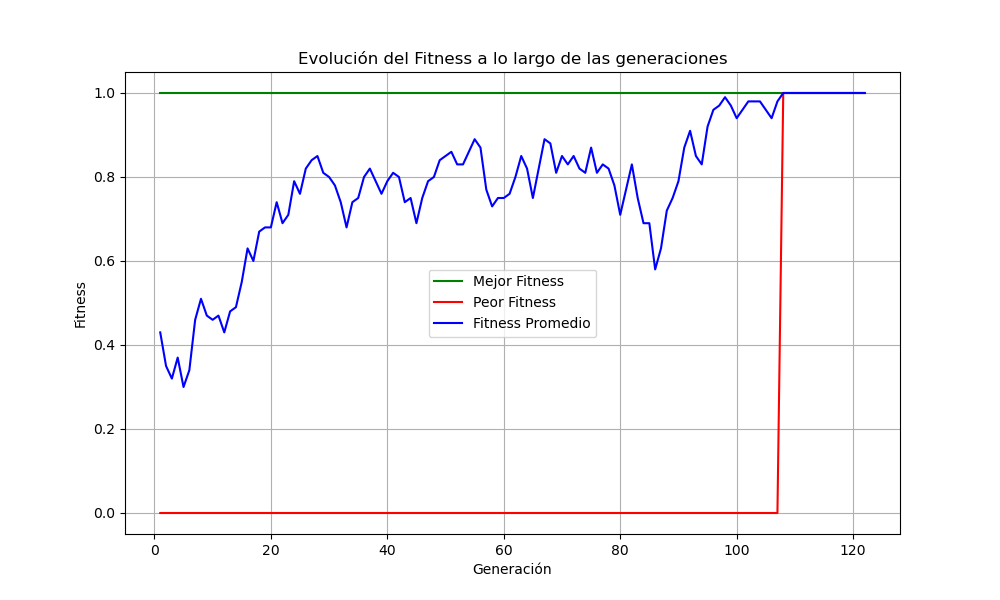 Evolución del Fitness a lo largo de las generaciones
Fitness
1.0
0.8
0.6
0.4
0.2
0.0
Mejor Fitness
Peor Fitness
Fitness Promedio
0 20 40 60 80 100 120
Generación